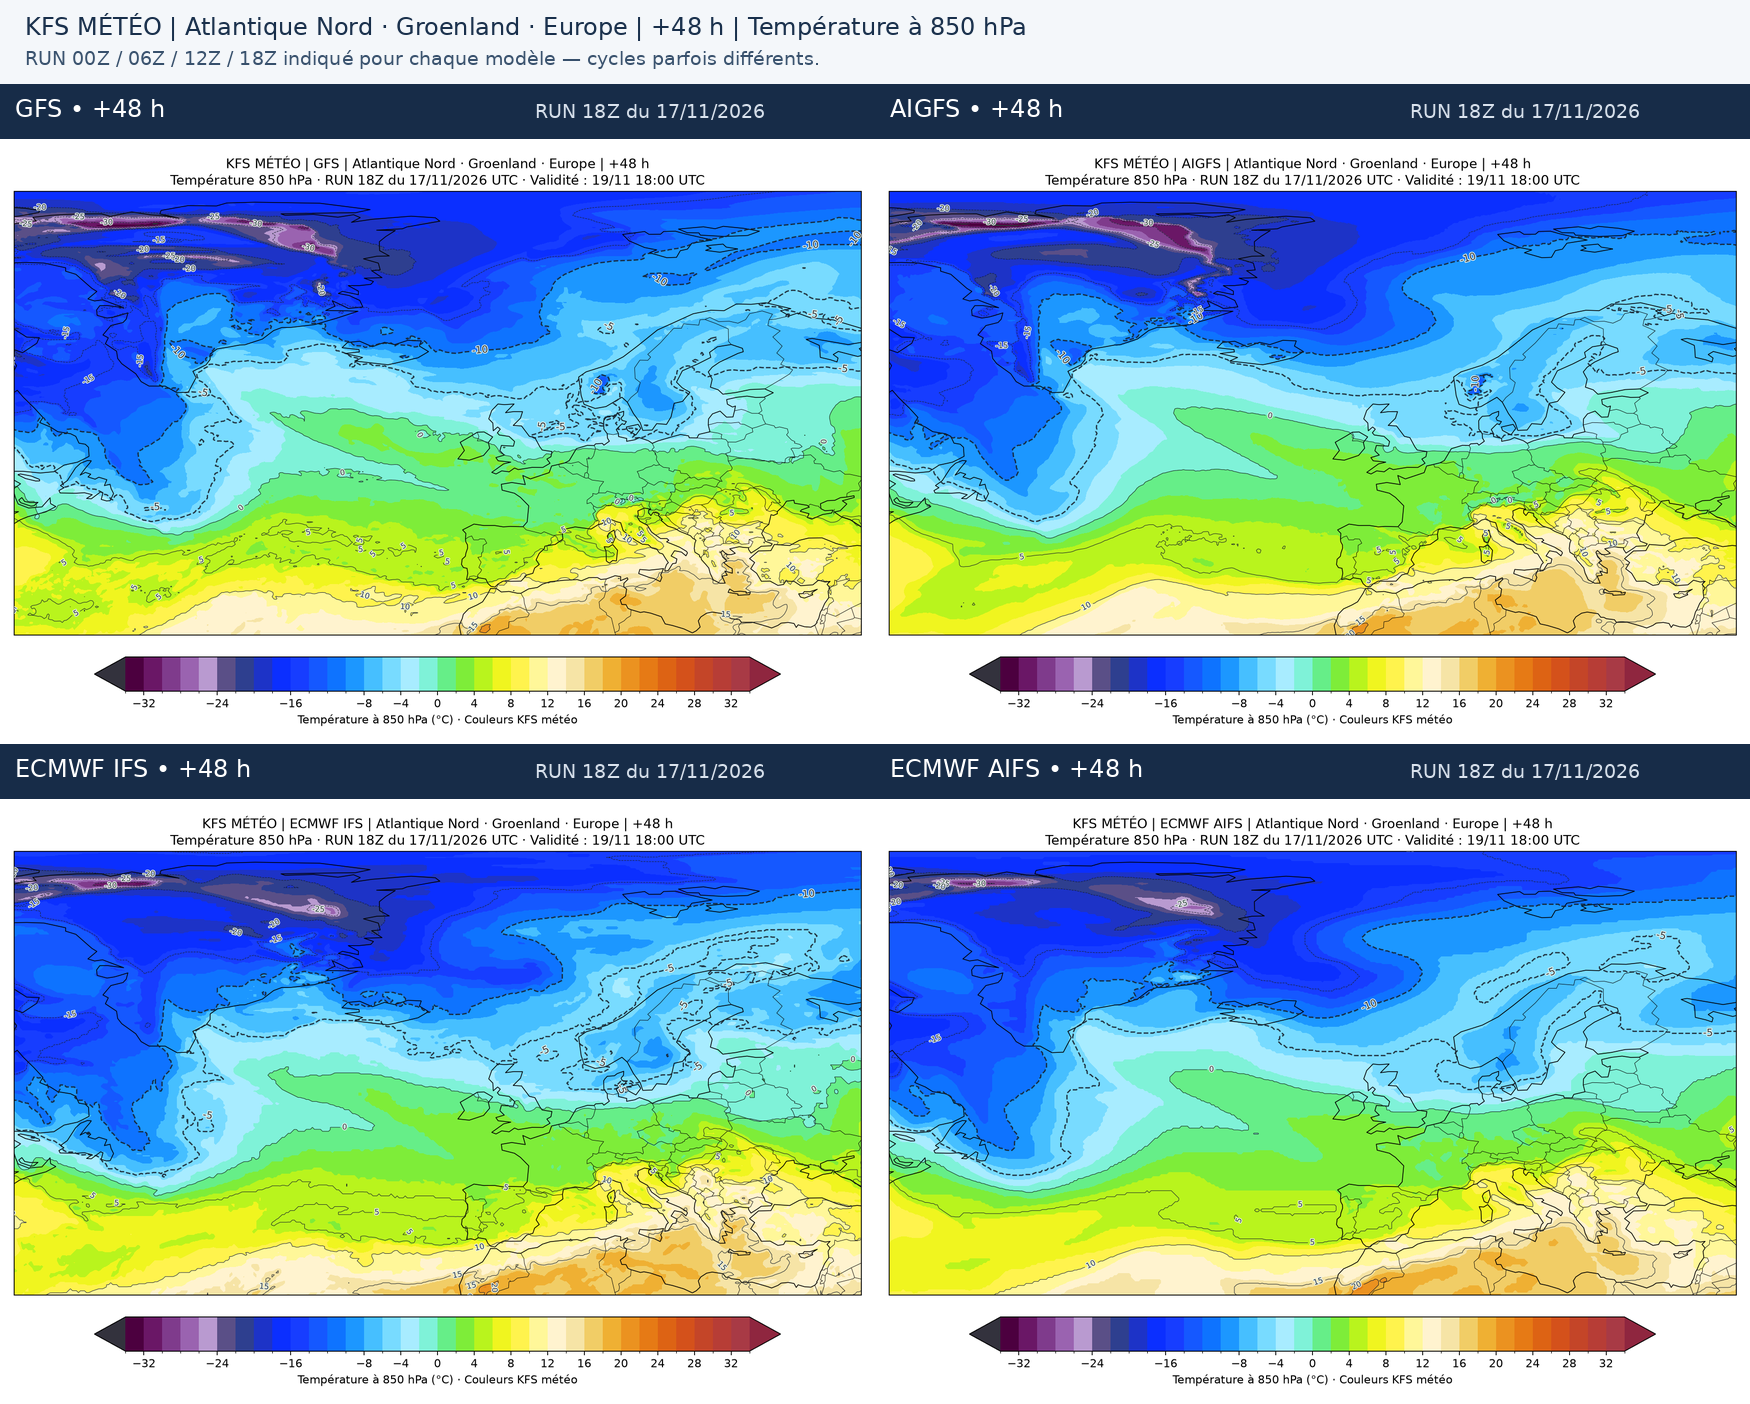 KFS MÉTÉO | Atlantique Nord · Groenland · Europe | +48 h | Température à 850 hPa
RUN 00Z / 06Z / 12Z / 18Z indiqué pour chaque modèle — cycles parfois différents.
GFS • +48 h
RUN 18Z du 17/11/2026
KFS MÉTÉO | GFS | Atlantique Nord · Groenland · Europe | +48 h
Température 850 hPa · RUN 18Z du 17/11/2026 UTC · Validité : 19/11 18:00 UTC
−32 −24 −16 −8 −4 0 4 8 12 16 20 24 28 32
Température à 850 hPa (°C) · Couleurs KFS météo
AIGFS • +48 h
RUN 18Z du 17/11/2026
KFS MÉTÉO | AIGFS | Atlantique Nord · Groenland · Europe | +48 h
Température 850 hPa · RUN 18Z du 17/11/2026 UTC · Validité : 19/11 18:00 UTC
−32 −24 −16 −8 −4 0 4 8 12 16 20 24 28 32
Température à 850 hPa (°C) · Couleurs KFS météo
ECMWF IFS • +48 h
RUN 18Z du 17/11/2026
KFS MÉTÉO | ECMWF IFS | Atlantique Nord · Groenland · Europe | +48 h
Température 850 hPa · RUN 18Z du 17/11/2026 UTC · Validité : 19/11 18:00 UTC
−32 −24 −16 −8 −4 0 4 8 12 16 20 24 28 32
Température à 850 hPa (°C) · Couleurs KFS météo
ECMWF AIFS • +48 h
RUN 18Z du 17/11/2026
KFS MÉTÉO | ECMWF AIFS | Atlantique Nord · Groenland · Europe | +48 h
Température 850 hPa · RUN 18Z du 17/11/2026 UTC · Validité : 19/11 18:00 UTC
−32 −24 −16 −8 −4 0 4 8 12 16 20 24 28 32
Température à 850 hPa (°C) · Couleurs KFS météo